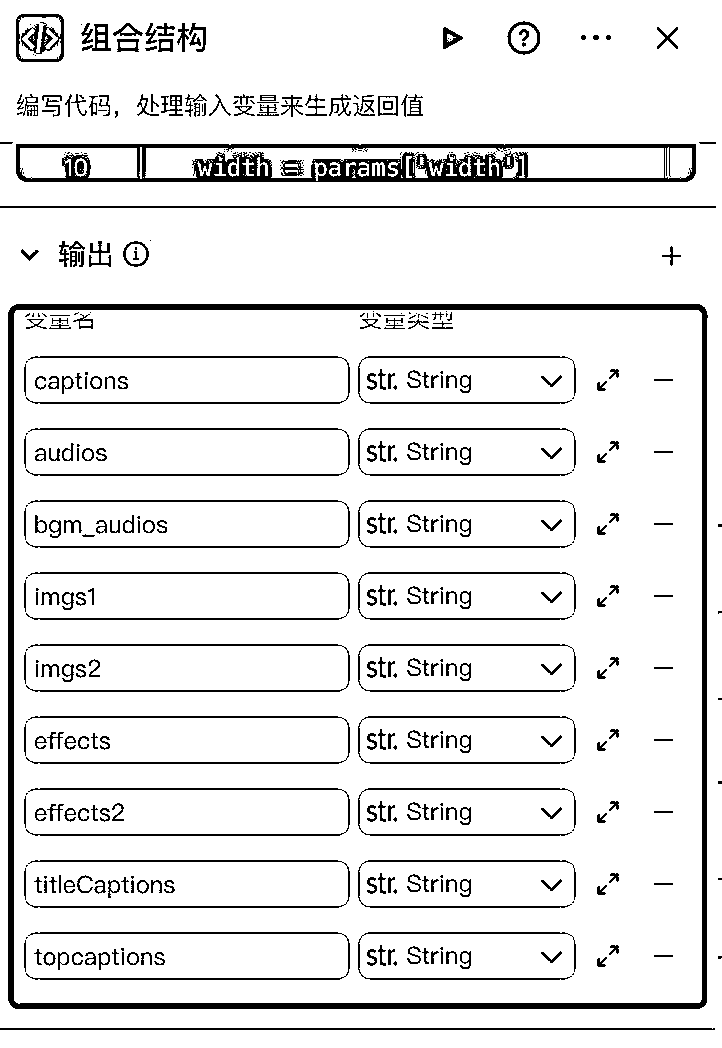 组合结构
编写代码，处理输入变量来生成返回值
10 width = params["width"]
输出
变量名 变量类型
captions str. String
audios str. String
bgm_audios str. String
imgs1 str. String
imgs2 str. String
effects str. String
effects2 str. String
titleCaptions str. String
topcaptions str. String